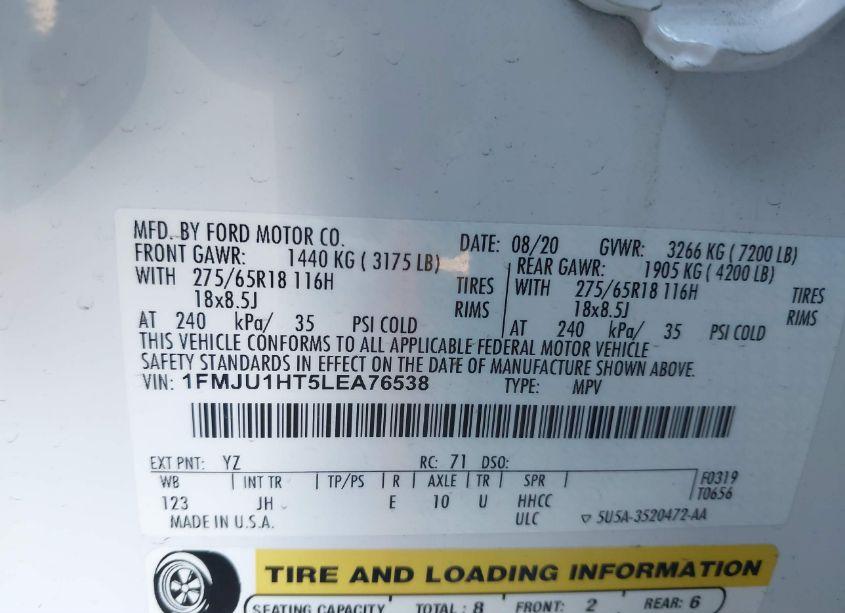 MFD. BY FORD MOTOR CO. DATE: 08/20 GVWR: 3266 KG ( 7200 LB)
FRONT GAWR: 1440 KG ( 3175 LB) REAR GAWR: 1905 KG ( 4200 LB)
WITH 275/65R18 116H TIRES WITH 275/65R18 116H TIRES
18x8.5J RIMS 18x8.5J RIMS
AT 240 kPa/ 35 PSI COLD AT 240 kPa/ 35 PSI COLD
THIS VEHICLE CONFORMS TO ALL APPLICABLE FEDERAL MOTOR VEHICLE
SAFETY STANDARDS IN EFFECT ON THE DATE OF MANUFACTURE SHOWN ABOVE.
VIN: 1FMJU1HT5LEA76538 TYPE: MPV
EXT PNT: YZ RC: 71 DSO:
WB INT TR TP/PS R AXLE TR SPR F0319
123 JH E 10 U HHCC T0656
MADE IN U.S.A. ULC 5U5A-3520472-AA
TIRE AND LOADING INFORMATION
SEATING CAPACITY TOTAL : 8 FRONT: 2 REAR: 6